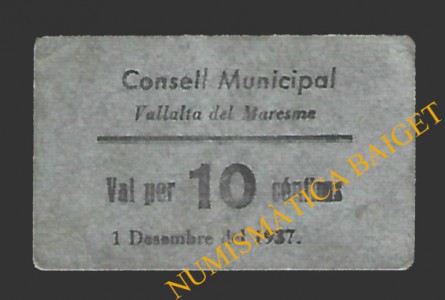 Consell Municipal
Vallalta del Maresme
Val per 10 cèntims
1 Desembre del 1937.
NUMISMÀTICA BAIGET